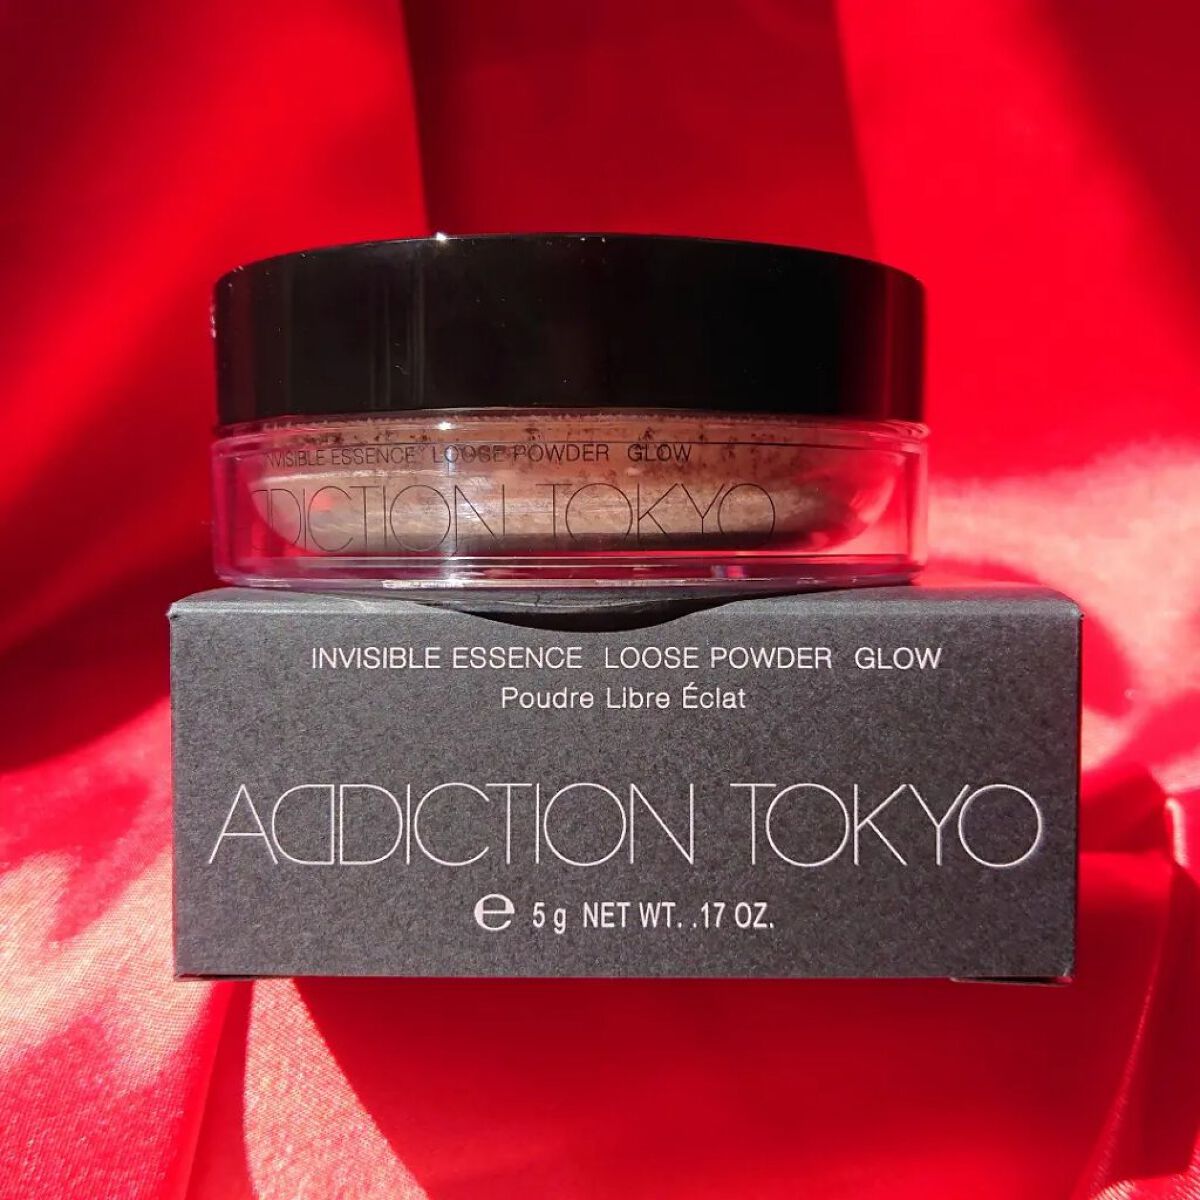 INVISIBLE ESSENCE LOOSE POWDER GLOW
ADDICTION TOKYO
INVISIBLE ESSENCE LOOSE POWDER GLOW
Poudre Libre Éclat
ADDICTION TOKYO
e 5 g NET WT. .17 OZ.